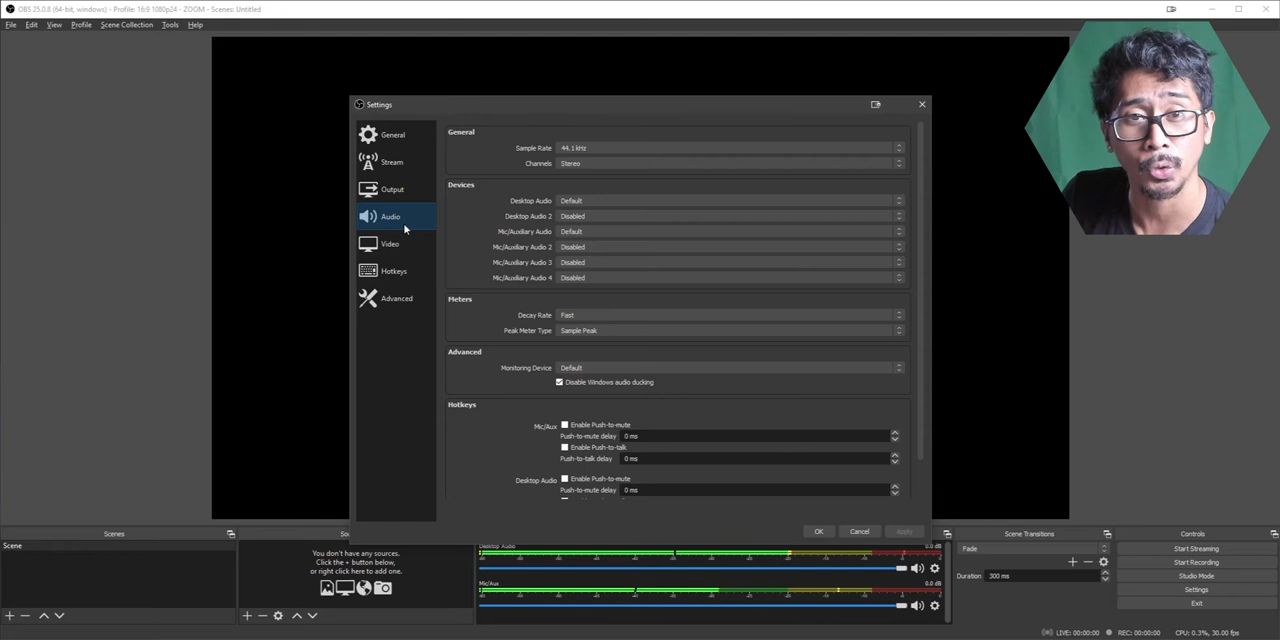 OBS 25.0.8 (64-bit, windows) - Profile: 16:9 1080p24 - ZOOM - Scenes: Untitled
File Edit View Profile Scene Collection Tools Help
Settings
General
Stream
Output
Audio
Video
Hotkeys
Advanced
General
Sample Rate 44.1 kHz
Channels Stereo
Devices
Desktop Audio Default
Desktop Audio 2 Disabled
Mic/Auxiliary Audio Default
Mic/Auxiliary Audio 2 Disabled
Mic/Auxiliary Audio 3 Disabled
Mic/Auxiliary Audio 4 Disabled
Meters
Decay Rate Fast
Peak Meter Type Sample Peak
Advanced
Monitoring Device Default
Disable Windows audio ducking
Hotkeys
Mic/Aux Enable Push-to-mute
Push-to-mute delay 0 ms
Enable Push-to-talk
Push-to-talk delay 0 ms
Desktop Audio Enable Push-to-mute
Push-to-mute delay 0 ms
OK Cancel Apply
Scenes
Scene
You don't have any sources.
Click the + button below,
or right click here to add one.
Desktop Audio 0.0 dB
Mic/Aux 0.0 dB
Scene Transitions
Fade
Duration 300 ms
Controls
Start Streaming
Start Recording
Studio Mode
Settings
Exit
LIVE: 00:00:00 REC: 00:00:00 CPU: 0.3%, 30.00 fps